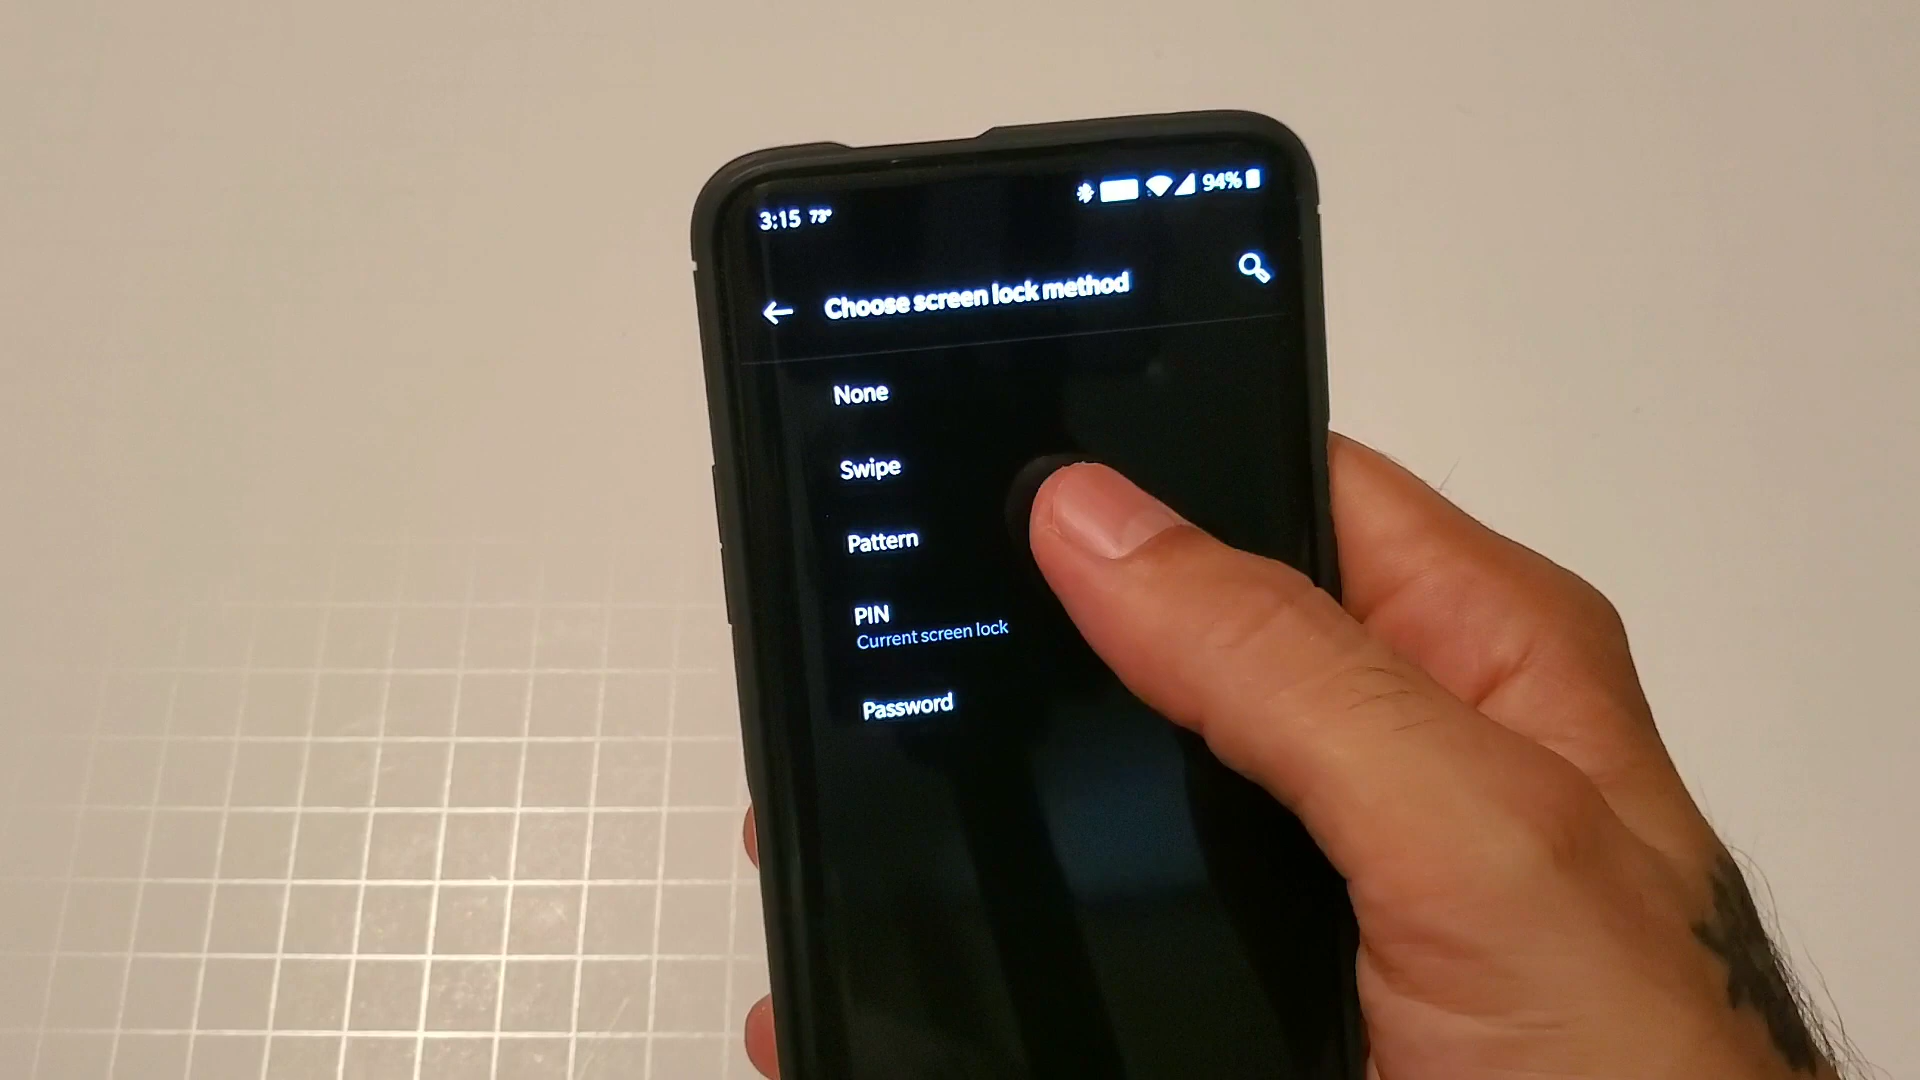 3:15 73° 94%
Choose screen lock method
None
Swipe
Pattern
PIN
Current screen lock
Password